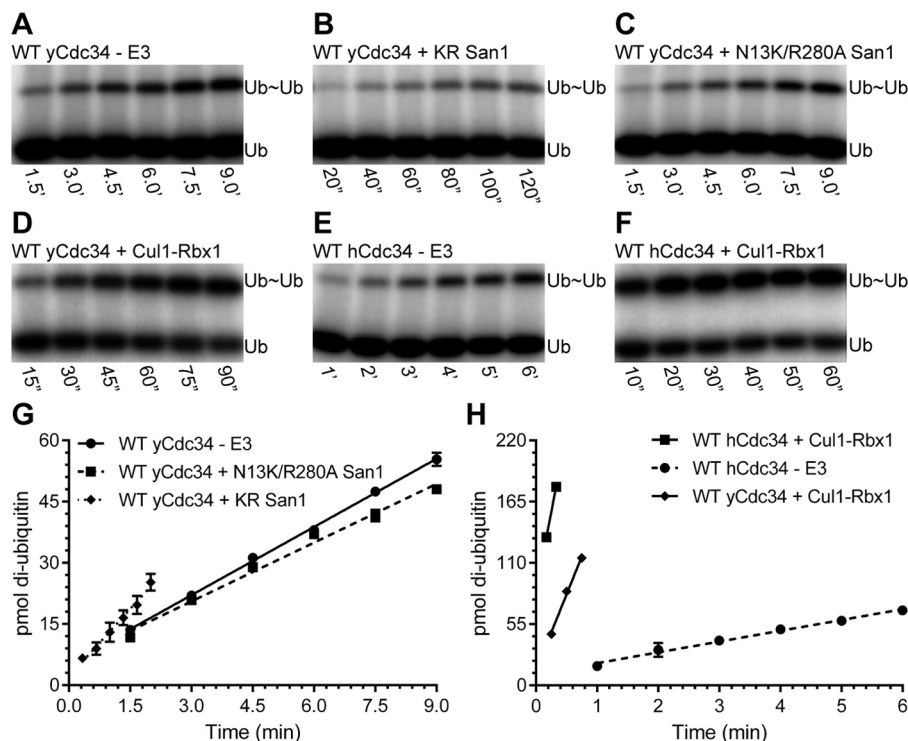 A
WT yCdc34 - E3
Ub~Ub
Ub
1.5' 3.0' 4.5' 6.0' 7.5' 9.0'
B
WT yCdc34 + KR San1
Ub~Ub
Ub
20" 40" 60" 80" 100" 120"
C
WT yCdc34 + N13K/R280A San1
Ub~Ub
Ub
1.5' 3.0' 4.5' 6.0' 7.5' 9.0'
D
WT yCdc34 + Cul1-Rbx1
Ub~Ub
Ub
15" 30" 45" 60" 75" 90"
E
WT hCdc34 - E3
Ub~Ub
Ub
1' 2' 3' 4' 5' 6'
F
WT hCdc34 + Cul1-Rbx1
Ub~Ub
Ub
10" 20" 30" 40" 50" 60"
G
WT yCdc34 - E3
WT yCdc34 + N13K/R280A San1
WT yCdc34 + KR San1
pmol di-ubiquitin
60
45
30
15
0
0.0 1.5 3.0 4.5 6.0 7.5 9.0
Time (min)
H
WT hCdc34 + Cul1-Rbx1
WT hCdc34 - E3
WT yCdc34 + Cul1-Rbx1
pmol di-ubiquitin
220
165
110
55
0
0 1 2 3 4 5 6
Time (min)